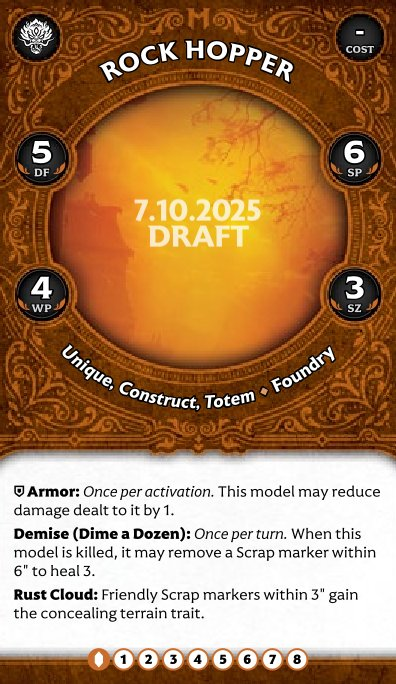 ROCK HOPPER
-
COST
5
DF
6
SP
7.10.2025
DRAFT
4
WP
3
SZ
Unique, Construct, Totem ⬥ Foundry
Armor: Once per activation. This model may reduce
damage dealt to it by 1.
Demise (Dime a Dozen): Once per turn. When this
model is killed, it may remove a Scrap marker within
6" to heal 3.
Rust Cloud: Friendly Scrap markers within 3" gain
the concealing terrain trait.
1 2 3 4 5 6 7 8